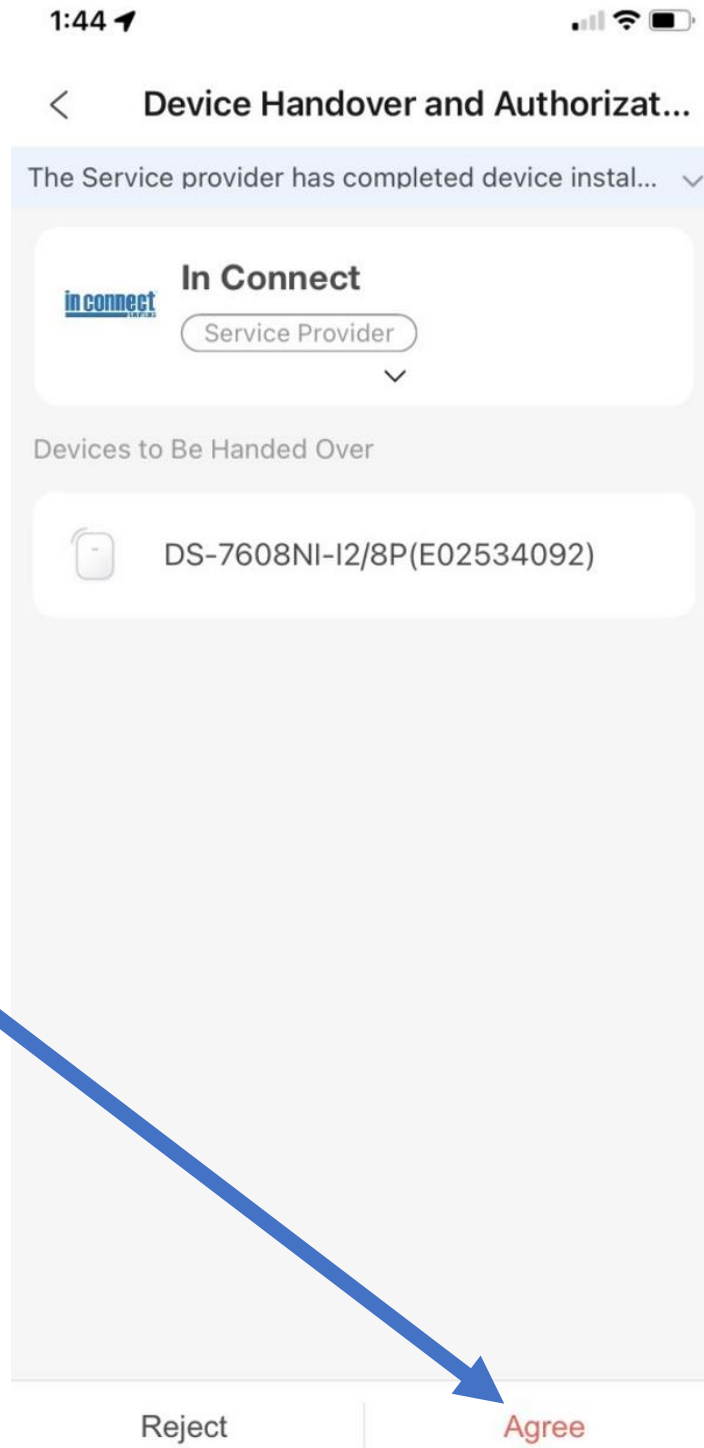 1:44
Device Handover and Authorizat...
The Service provider has completed device instal...
in connect
In Connect
Service Provider
Devices to Be Handed Over
DS-7608NI-I2/8P(E02534092)
Reject
Agree